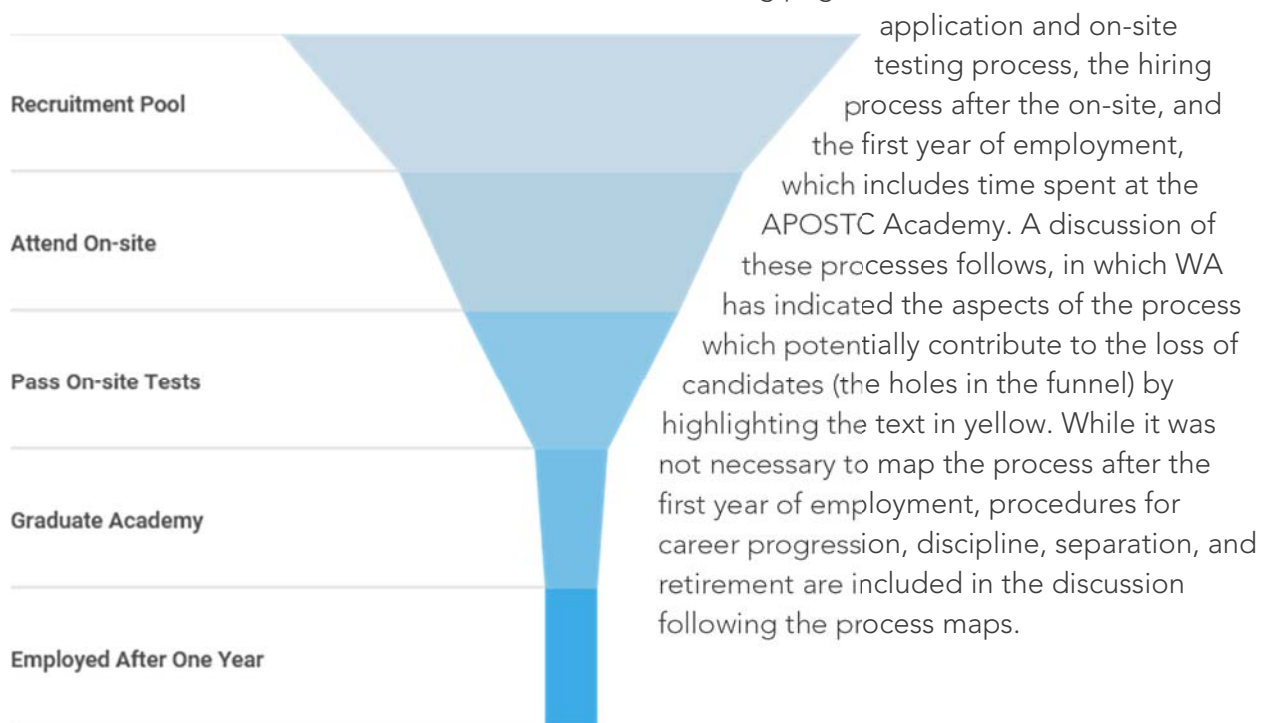 Recruitment Pool
Attend On-site
Pass On-site Tests
Graduate Academy
Employed After One Year
application and on-site
testing process, the hiring
process after the on-site, and
the first year of employment,
which includes time spent at the
APOSTC Academy. A discussion of
these processes follows, in which WA
has indicated the aspects of the process
which potentially contribute to the loss of
candidates (the holes in the funnel) by
highlighting the text in yellow. While it was
not necessary to map the process after the
first year of employment, procedures for
career progression, discipline, separation, and
retirement are included in the discussion
following the process maps.